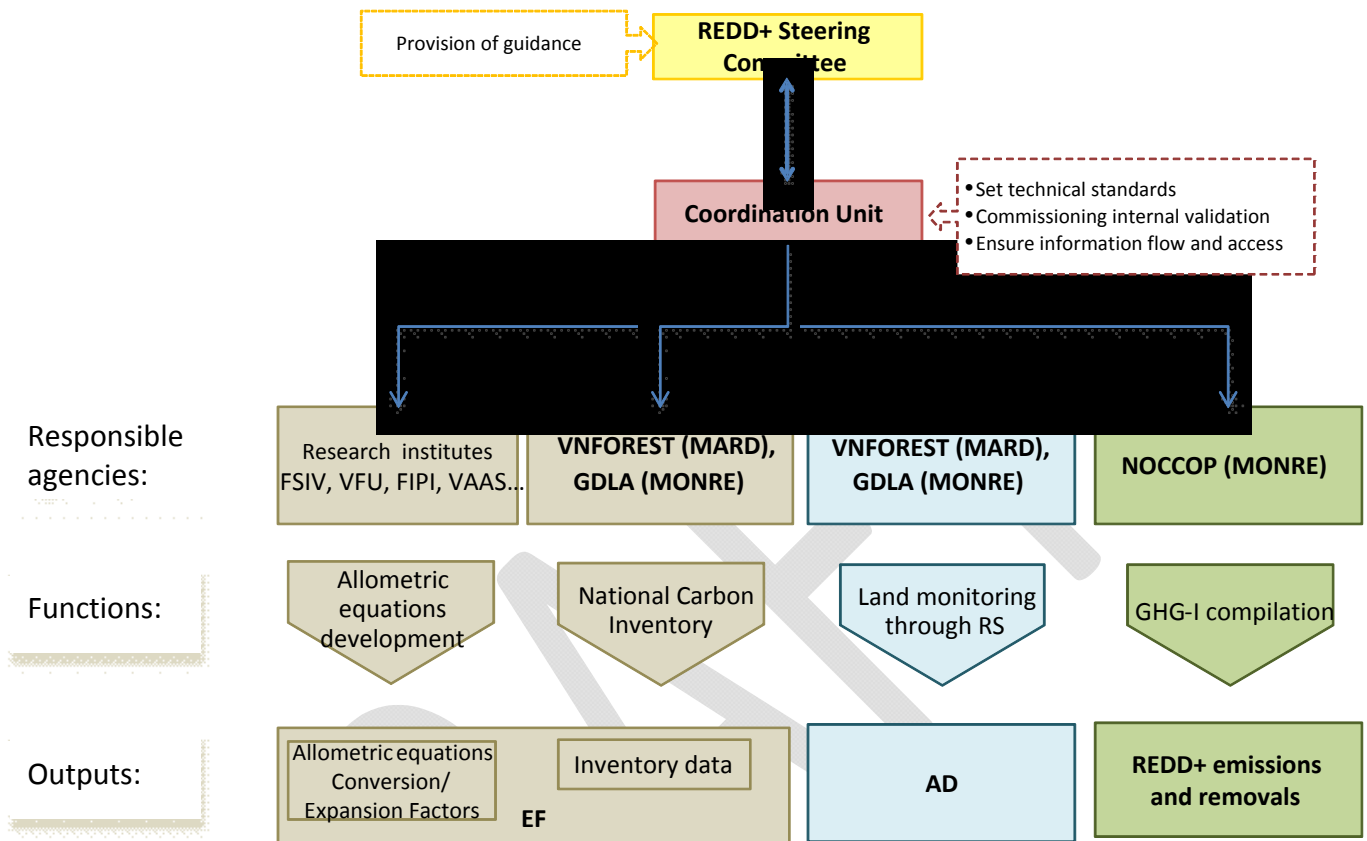 Provision of guidance
REDD+ Steering
Committee
Coordination Unit
•Set technical standards
•Commissioning internal validation
•Ensure information flow and access
Responsible
agencies:
Research institutes
FSIV, VFU, FIPI, VAAS...
VNFOREST (MARD),
GDLA (MONRE)
VNFOREST (MARD),
GDLA (MONRE)
NOCCOP (MONRE)
Functions:
Allometric
equations
development
National Carbon
Inventory
Land monitoring
through RS
GHG-I compilation
Outputs:
Allometric equations
Conversion/
Expansion Factors
Inventory data
EF
AD
REDD+ emissions
and removals